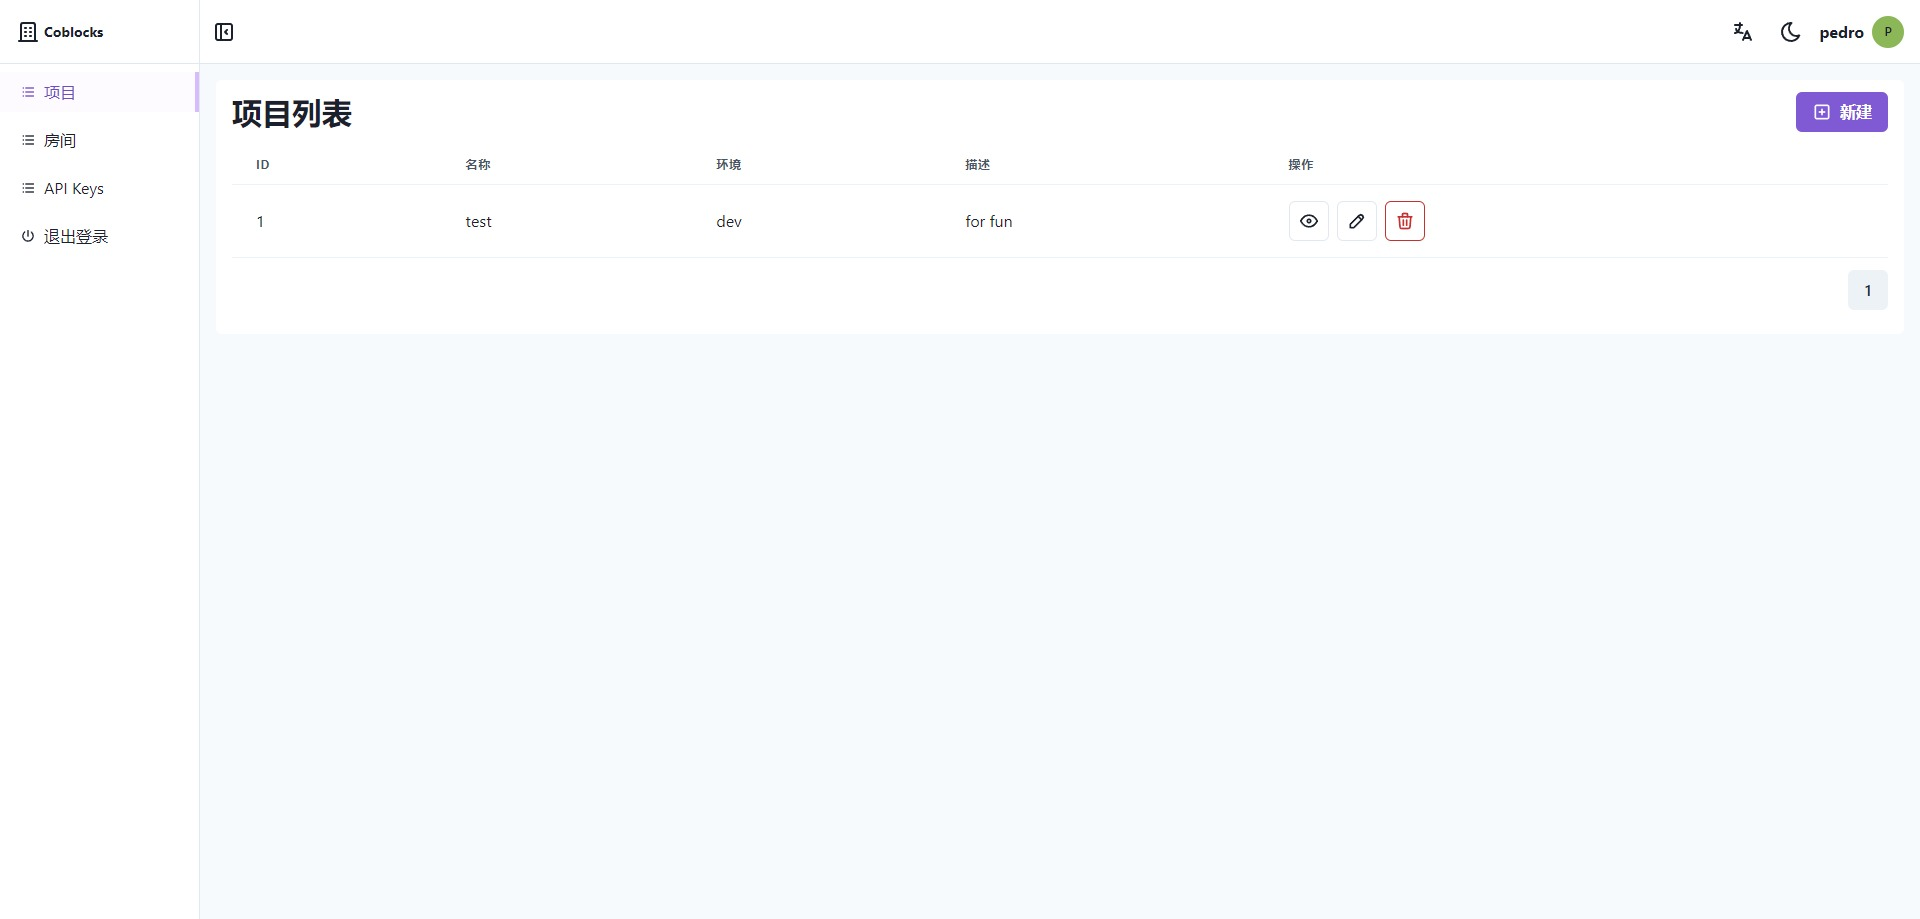 Coblocks
pedro P
项目
房间
API Keys
退出登录
项目列表
新建
ID 名称 环境 描述 操作
1 test dev for fun
1